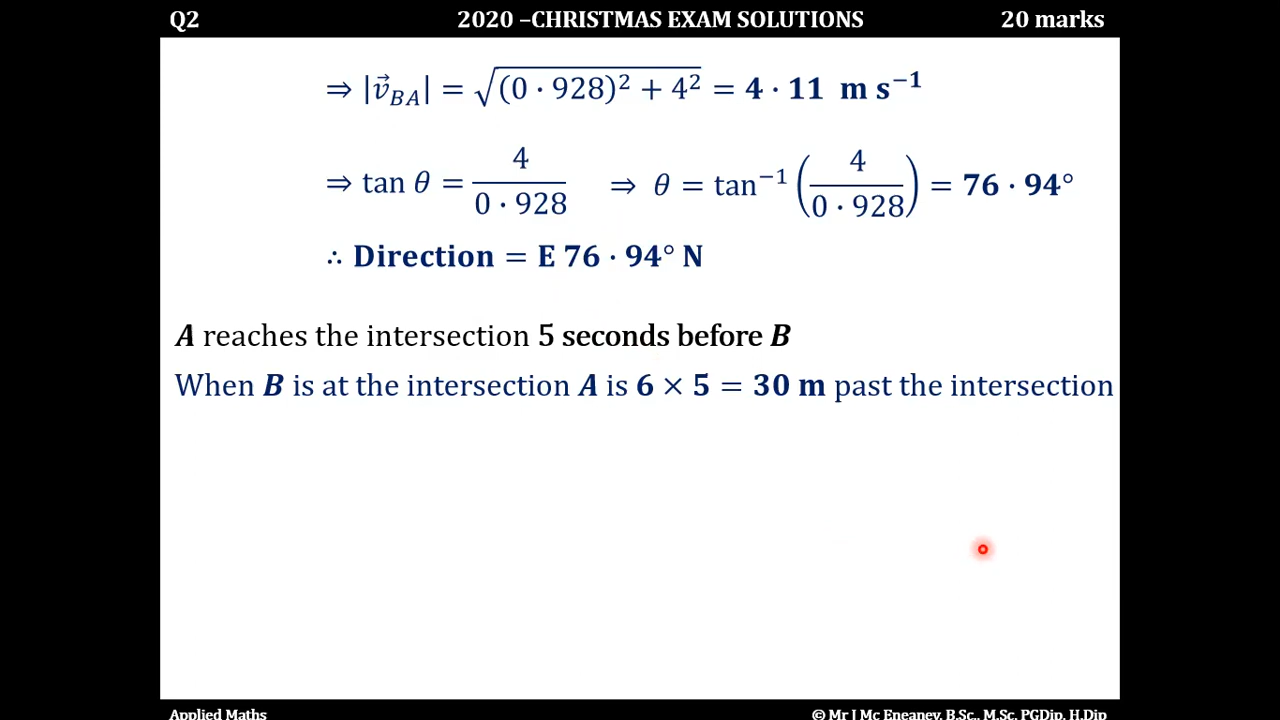 Q2 2020 –CHRISTMAS EXAM SOLUTIONS 20 marks
⇒ |v⃗_BA| = √((0 · 928)² + 4²) = 4 · 11 m s⁻¹
⇒ tan θ = 4/(0 · 928) ⇒ θ = tan⁻¹ (4/(0 · 928)) = 76 · 94°
∴ Direction = E 76 · 94° N
A reaches the intersection 5 seconds before B
When B is at the intersection A is 6 × 5 = 30 m past the intersection
Applied Maths © Mr J Mc Eneaney, B.Sc., M.Sc, PGDip, H.Dip